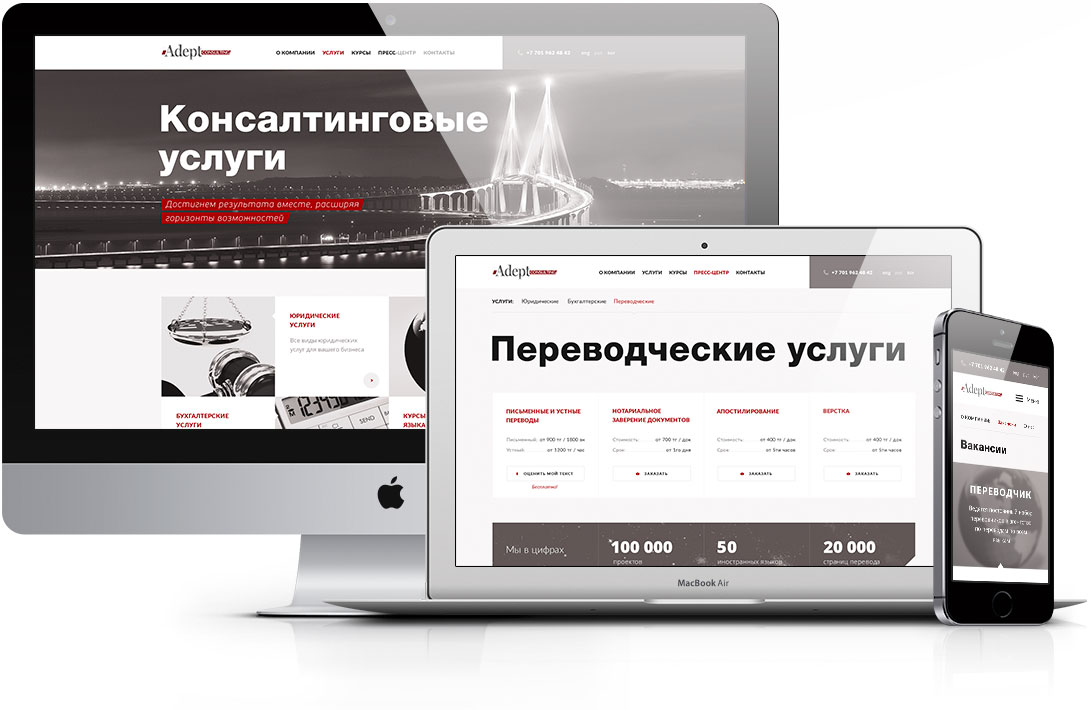 Adept CONSULTING
О КОМПАНИИ УСЛУГИ КУРСЫ ПРЕСС-ЦЕНТР КОНТАКТЫ
+7 701 962 48 42 eng рус
Консалтинговые
услуги
Достигнем результата вместе, расширяя
горизонты возможностей
ЮРИДИЧЕСКИЕ
УСЛУГИ
Все виды юридических
услуг для вашего бизнеса
БУХГАЛТЕРСКИЕ
УСЛУГИ
SEND
КУРСЫ
ЯЗЫКА
Adept CONSULTING
О КОМПАНИИ УСЛУГИ КУРСЫ ПРЕСС-ЦЕНТР КОНТАКТЫ
+7 701 962 48 42 eng рус
УСЛУГИ: Юридические Бухгалтерские Переводческие
Переводческие услуги
ПИСЬМЕННЫЕ И УСТНЫЕ
ПЕРЕВОДЫ
Письменный: от 900 тг / 1800 зн
Устный: от 1200 тг / час
ОЦЕНИТЬ МОЙ ТЕКСТ
Бесплатно!
НОТАРИАЛЬНОЕ
ЗАВЕРЕНИЕ ДОКУМЕНТОВ
Стоимость: от 700 тг / док
Срок: от 1го дня
ЗАКАЗАТЬ
АПОСТИЛИРОВАНИЕ
Стоимость: от 400 тг / док
Срок: от 5ти часов
ЗАКАЗАТЬ
ВЕРСТКА
Стоимость: от 400 тг / док
Срок: от 5ти часов
ЗАКАЗАТЬ
Мы в цифрах
100 000
проектов
50
иностранных языков
20 000
страниц перевода
MacBook Air
+7 701 962 48 42 eng рус
Adept CONSULTING
Меню
О КОМПАНИИ: Вакансии О нас
Вакансии
ПЕРЕВОДЧИК